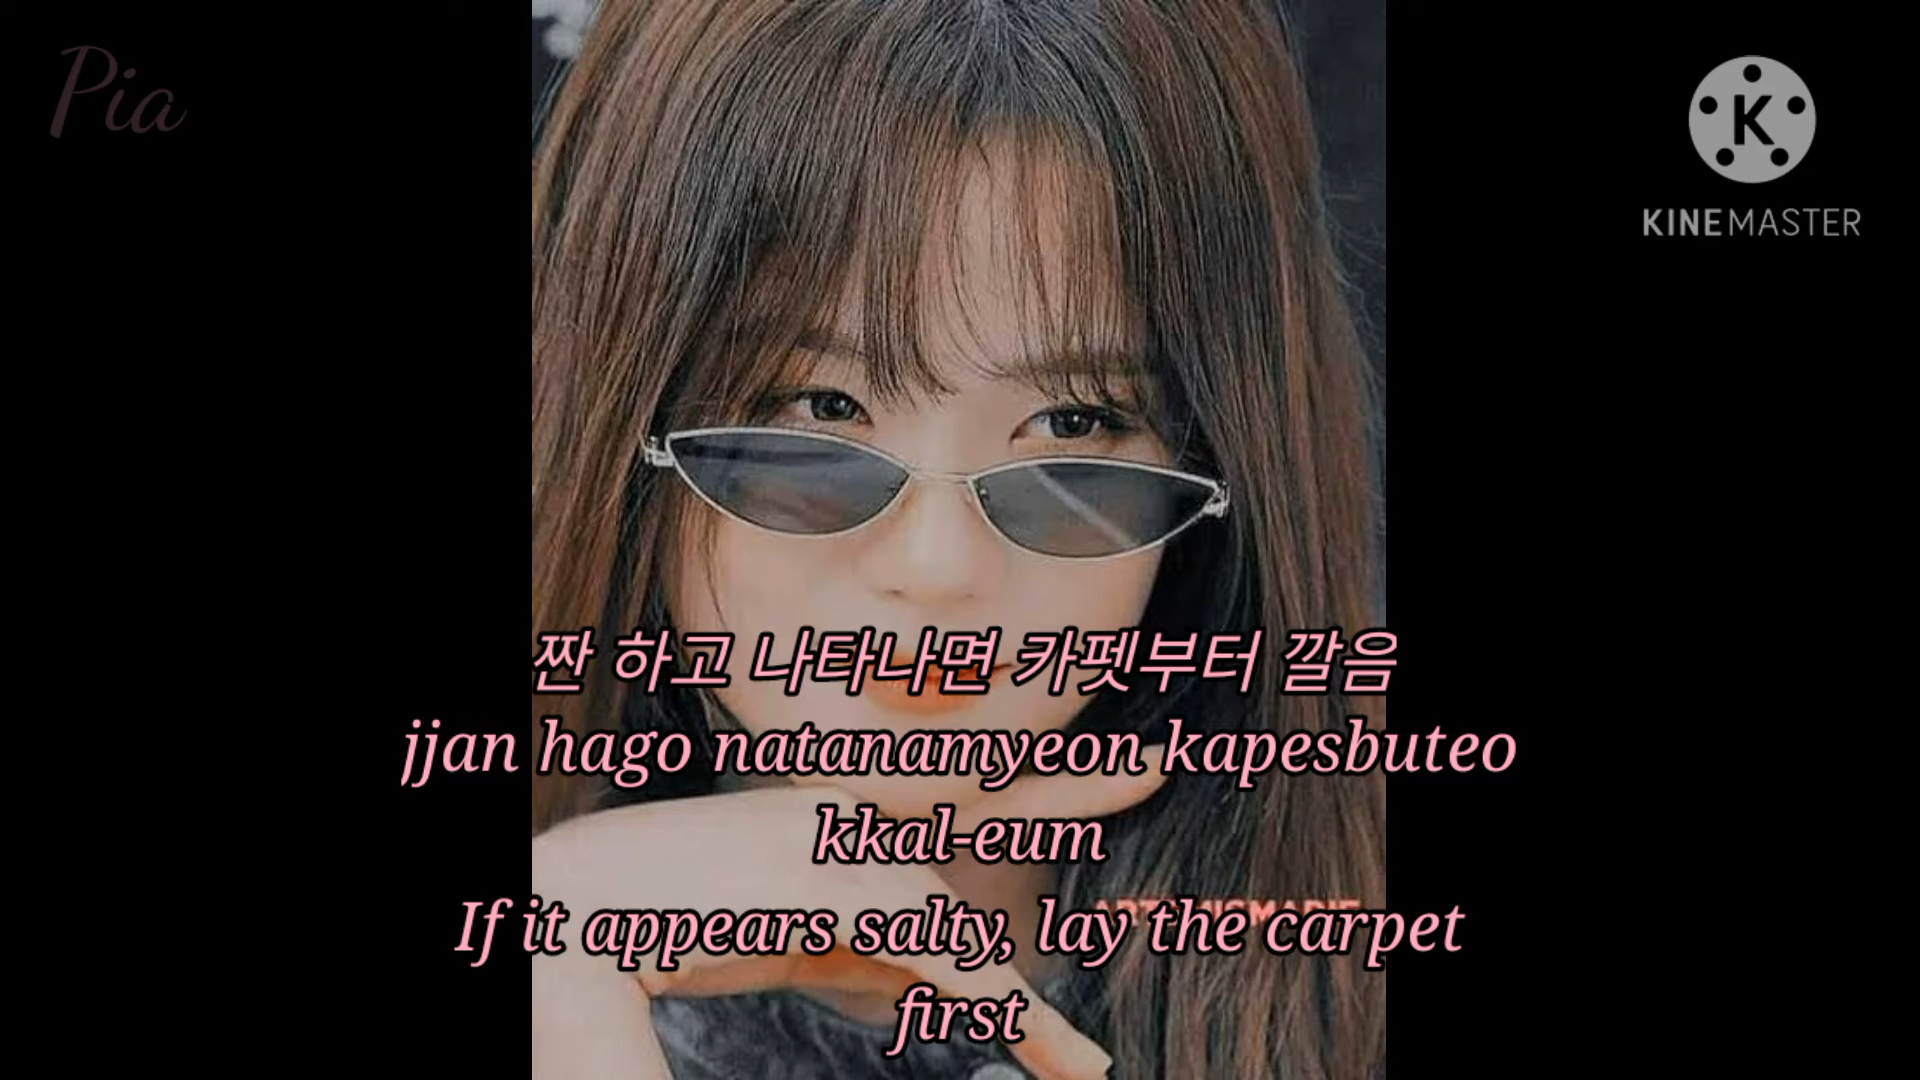 Pia
KINEMASTER
짠 하고 나타나면 카펫부터 깔음
jjan hago natanamyeon kapesbuteo
kkal-eum
If it appears salty, lay the carpet
first